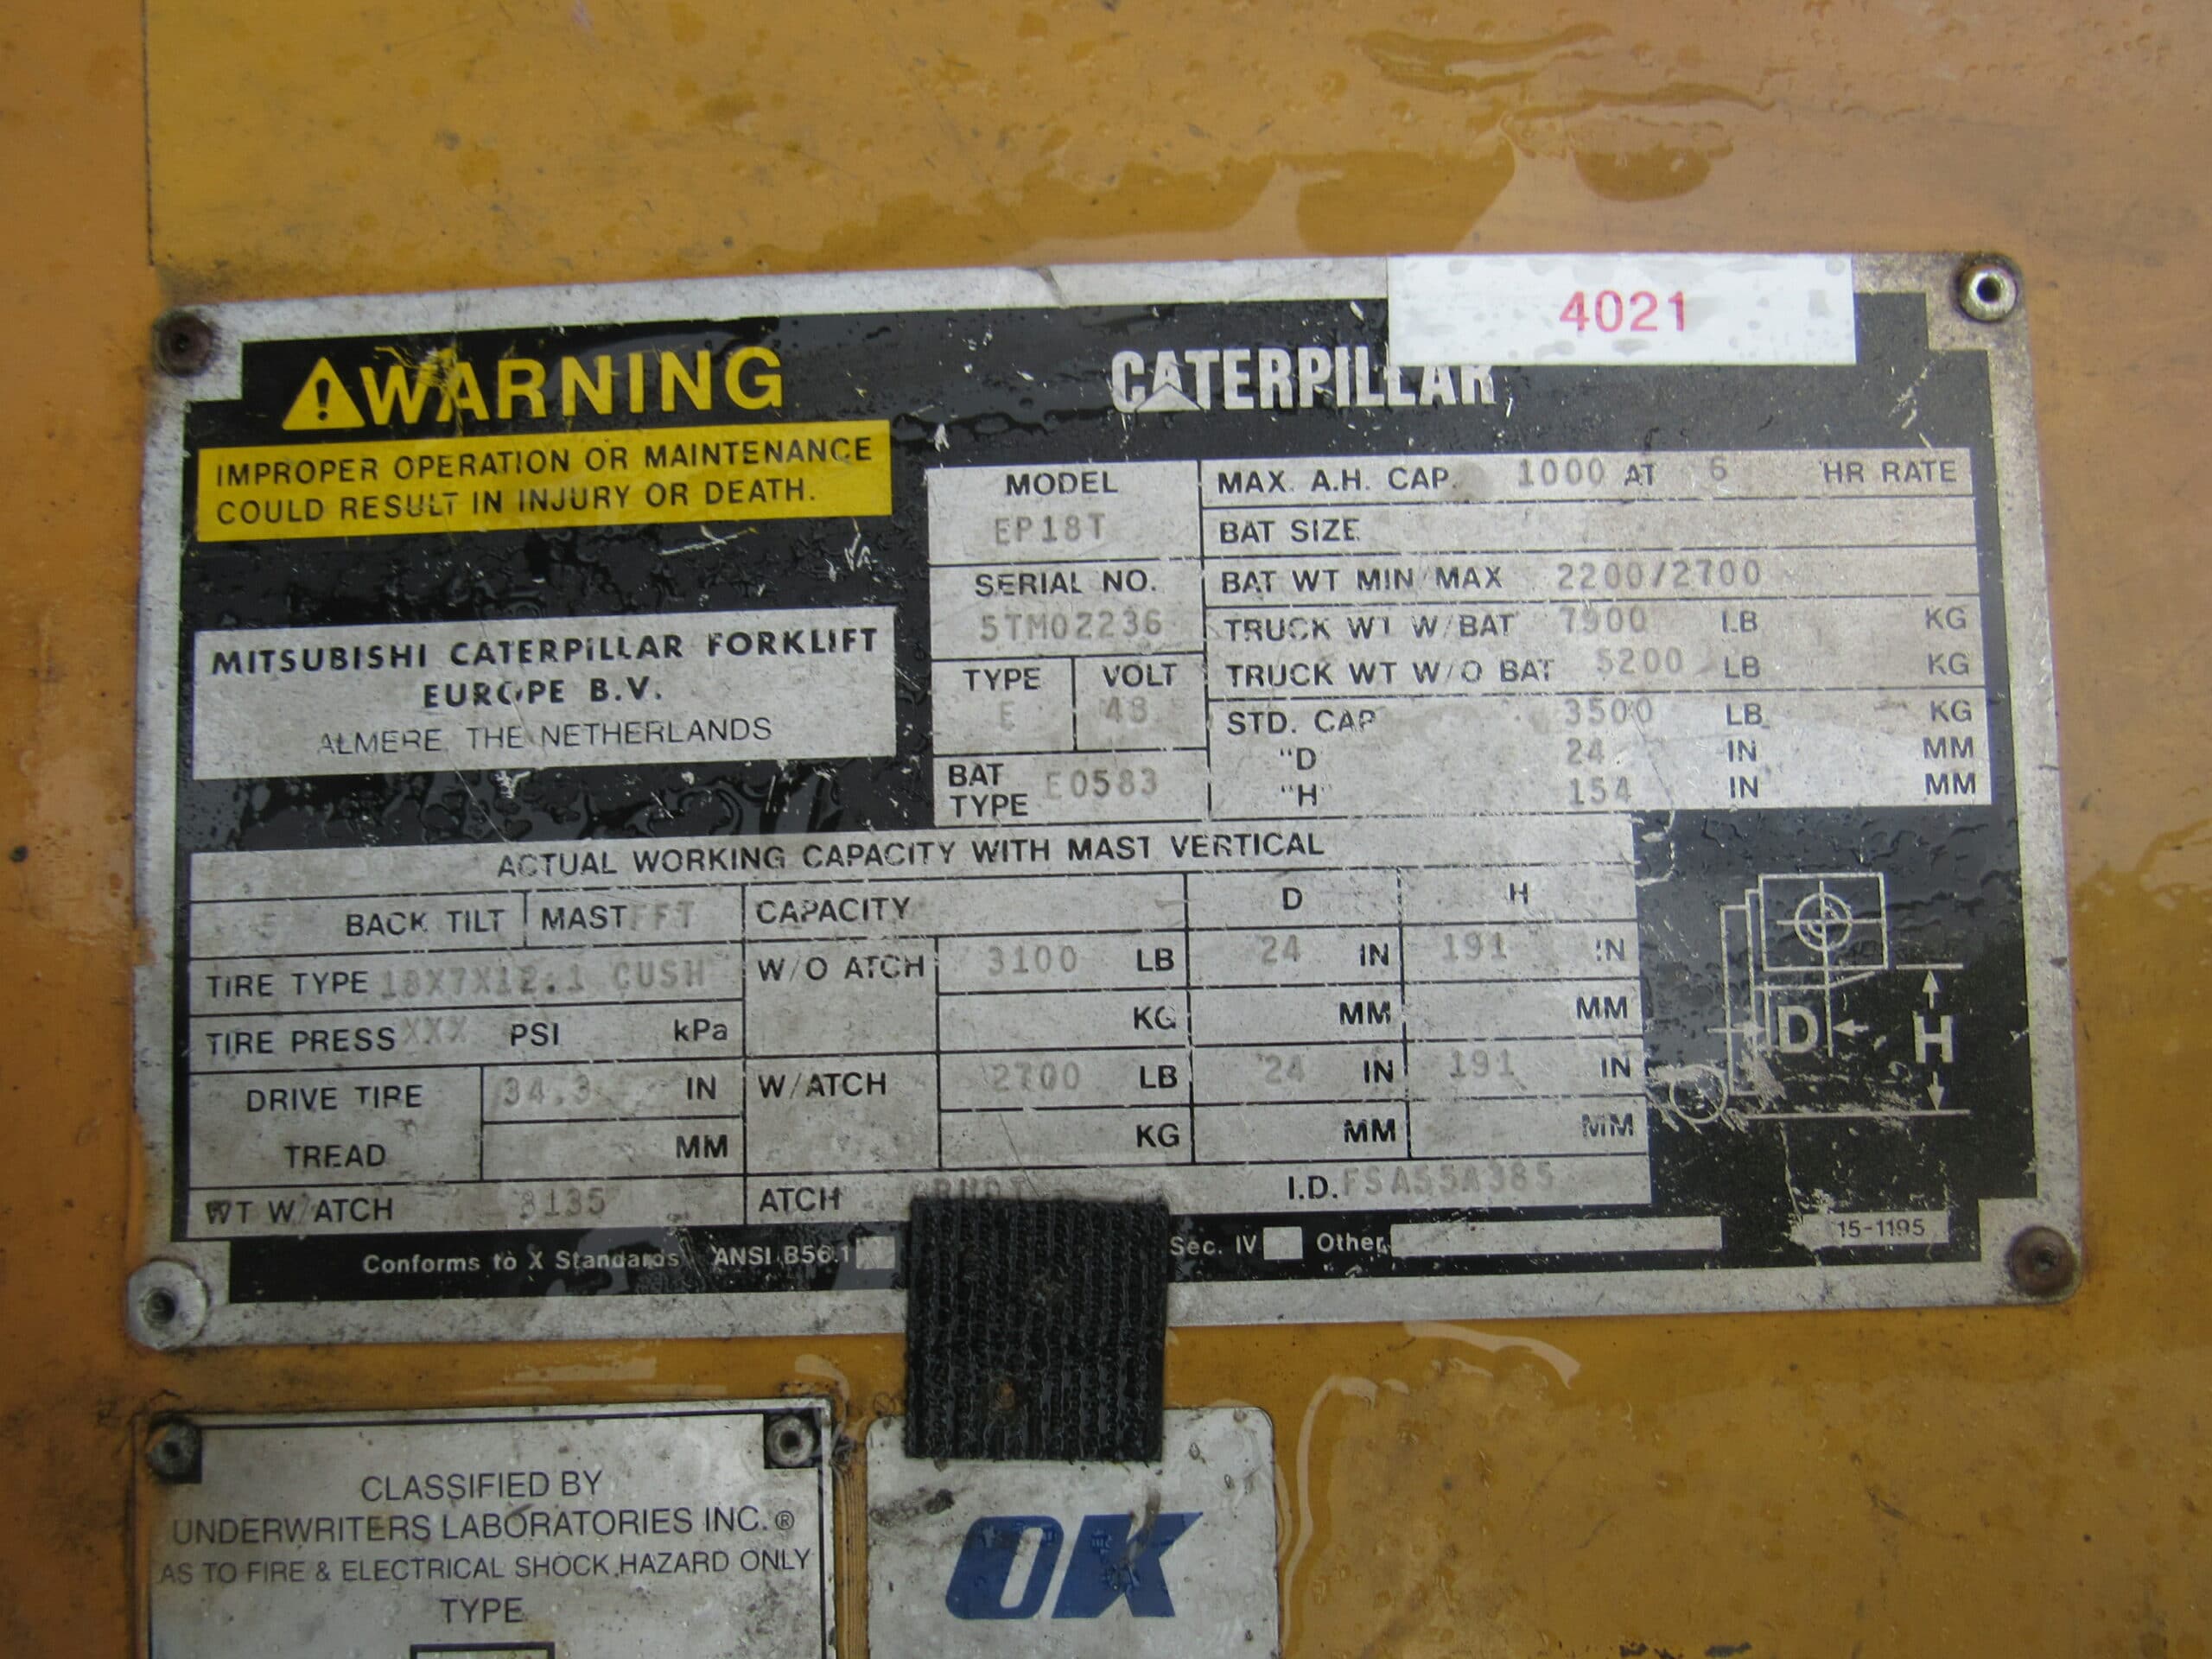 4021
WARNING
CATERPILLAR
IMPROPER OPERATION OR MAINTENANCE
COULD RESULT IN INJURY OR DEATH.
MITSUBISHI CATERPILLAR FORKLIFT
EUROPE B.V.
ALMERE, THE NETHERLANDS
MODEL
EP18T
SERIAL NO.
5TM02236
TYPE VOLT
E 48
BAT TYPE E0583
MAX. A.H. CAP. 1000 AT 6 HR RATE
BAT SIZE
BAT WT MIN/MAX 2200/2700
TRUCK WT W/BAT 7900 LB KG
TRUCK WT W/O BAT 5200 LB KG
STD. CAP 3500 LB KG
"D 24 IN MM
"H 154 IN MM
ACTUAL WORKING CAPACITY WITH MAST VERTICAL
BACK TILT MAST FFT CAPACITY D H
TIRE TYPE 18X7X12.1 CUSH W/O ATCH 3100 LB 24 IN 191 IN
TIRE PRESS XXX PSI kPa KG MM MM
DRIVE TIRE 34.3 IN W/ATCH 2700 LB 24 IN 191 IN
TREAD MM KG MM MM
WT W/ATCH 8135 ATCH I.D. FSA55A385
D H
Conforms to X Standards ANSI B56.1 Sec. IV Other
15-1195
CLASSIFIED BY
UNDERWRITERS LABORATORIES INC.®
AS TO FIRE & ELECTRICAL SHOCK HAZARD ONLY
TYPE
OK